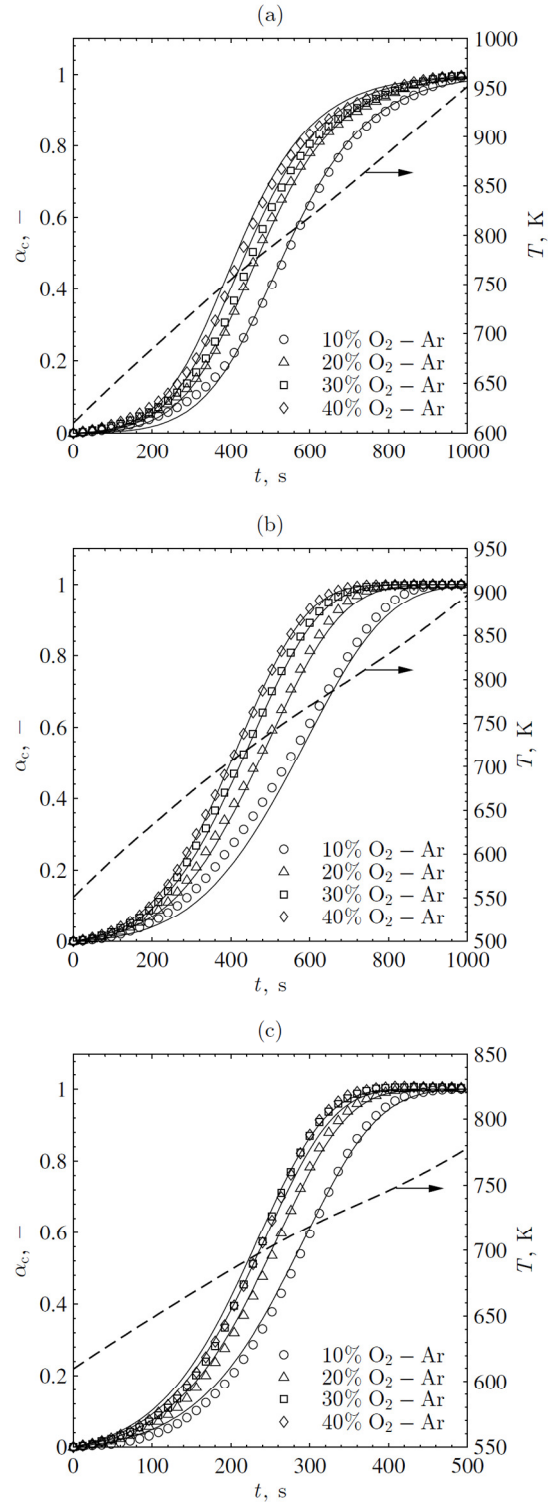 (a)
1000
1
950
0.8
900
0.6
850
α_c, −
T, K
800
0.4
750
10% O₂ − Ar
700
0.2
20% O₂ − Ar
30% O₂ − Ar
650
40% O₂ − Ar
0
600
0 200 400 600 800 1000
t, s
(b)
950
1
900
0.8
850
800
0.6
750
α_c, −
T, K
0.4
700
650
0.2
10% O₂ − Ar
600
20% O₂ − Ar
30% O₂ − Ar
550
40% O₂ − Ar
0
500
0 200 400 600 800 1000
t, s
(c)
850
1
800
0.8
750
0.6
α_c, −
T, K
700
0.4
650
10% O₂ − Ar
0.2
20% O₂ − Ar
600
30% O₂ − Ar
40% O₂ − Ar
0
550
0 100 200 300 400 500
t, s